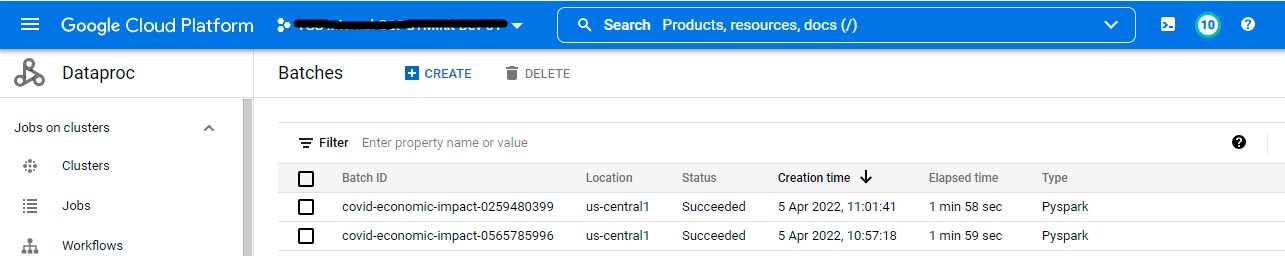 Google Cloud Platform
Search Products, resources, docs (/)
10
Dataproc
Batches
CREATE
DELETE
Jobs on clusters
Clusters
Jobs
Workflows
Filter Enter property name or value
Batch ID Location Status Creation time Elapsed time Type
covid-economic-impact-0259480399 us-central1 Succeeded 5 Apr 2022, 11:01:41 1 min 58 sec Pyspark
covid-economic-impact-0565785996 us-central1 Succeeded 5 Apr 2022, 10:57:18 1 min 59 sec Pyspark